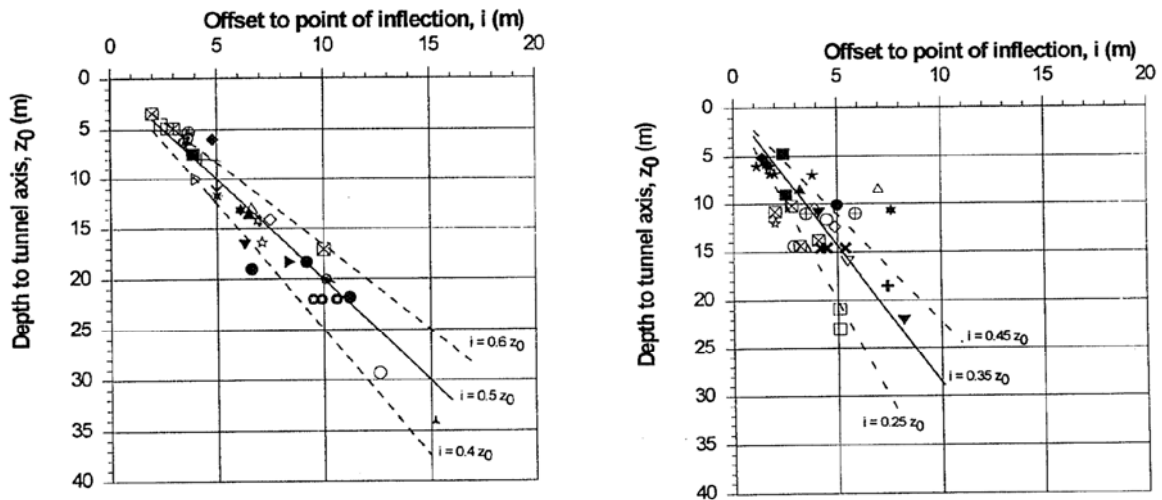 Offset to point of inflection, i (m)
0 5 10 15 20
Depth to tunnel axis, z0 (m)
0
5
10
15
20
25
30
35
40
i = 0.6 z0
i = 0.5 z0
i = 0.4 z0
Offset to point of inflection, i (m)
0 5 10 15 20
Depth to tunnel axis, z0 (m)
0
5
10
15
20
25
30
35
40
i = 0.45 z0
i = 0.35 z0
i = 0.25 z0